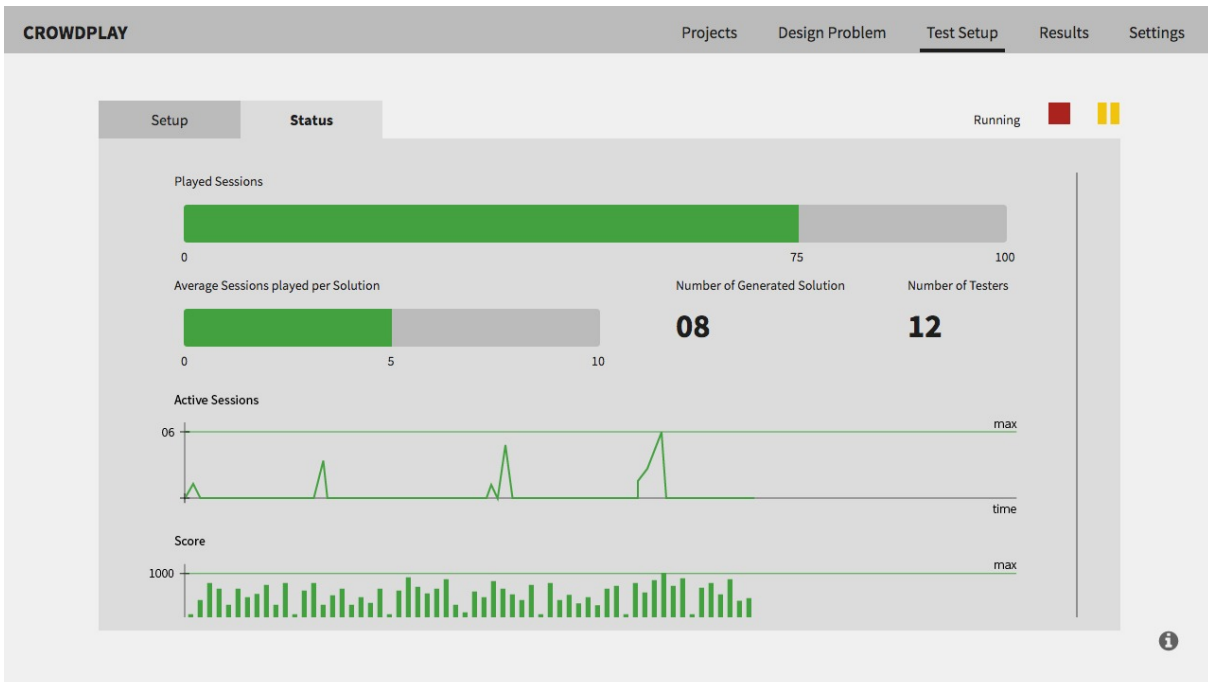 CROWDPLAY Projects Design Problem Test Setup Results Settings
Setup Status Running
Played Sessions
0 75 100
Average Sessions played per Solution Number of Generated Solution Number of Testers
08 12
0 5 10
Active Sessions
06 max
time
Score
1000 max